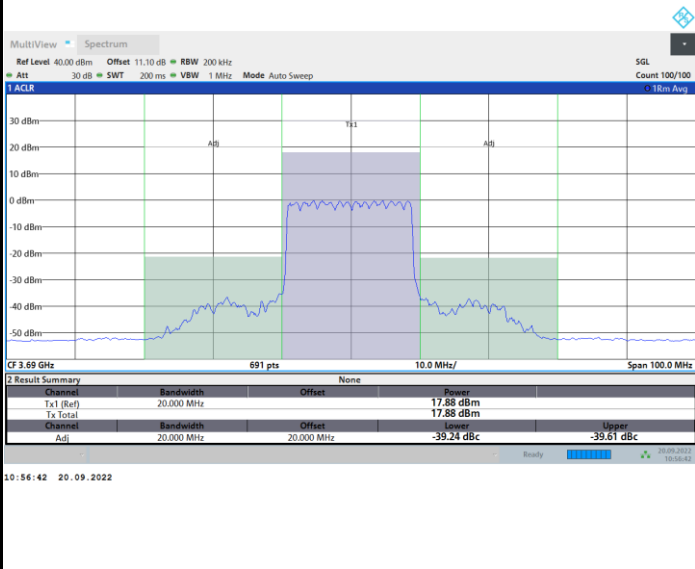 MultiView Spectrum
Ref Level 40.00 dBm Offset 11.10 dB RBW 200 kHz SGL
Att 30 dB SWT 200 ms VBW 1 MHz Mode Auto Sweep Count 100/100
1 ACLR 1Rm Avg
30 dBm
Tx1
20 dBm Adj Adj
10 dBm
0 dBm
-10 dBm
-20 dBm
-30 dBm
-40 dBm
-50 dBm
CF 3.69 GHz 691 pts 10.0 MHz/ Span 100.0 MHz
2 Result Summary None
Channel Bandwidth Offset Power
Tx1 (Ref) 20.000 MHz 17.88 dBm
Tx Total 17.88 dBm
Channel Bandwidth Offset Lower Upper
Adj 20.000 MHz 20.000 MHz -39.24 dBc -39.61 dBc
Ready 20.09.2022
10:56:42
10:56:42 20.09.2022